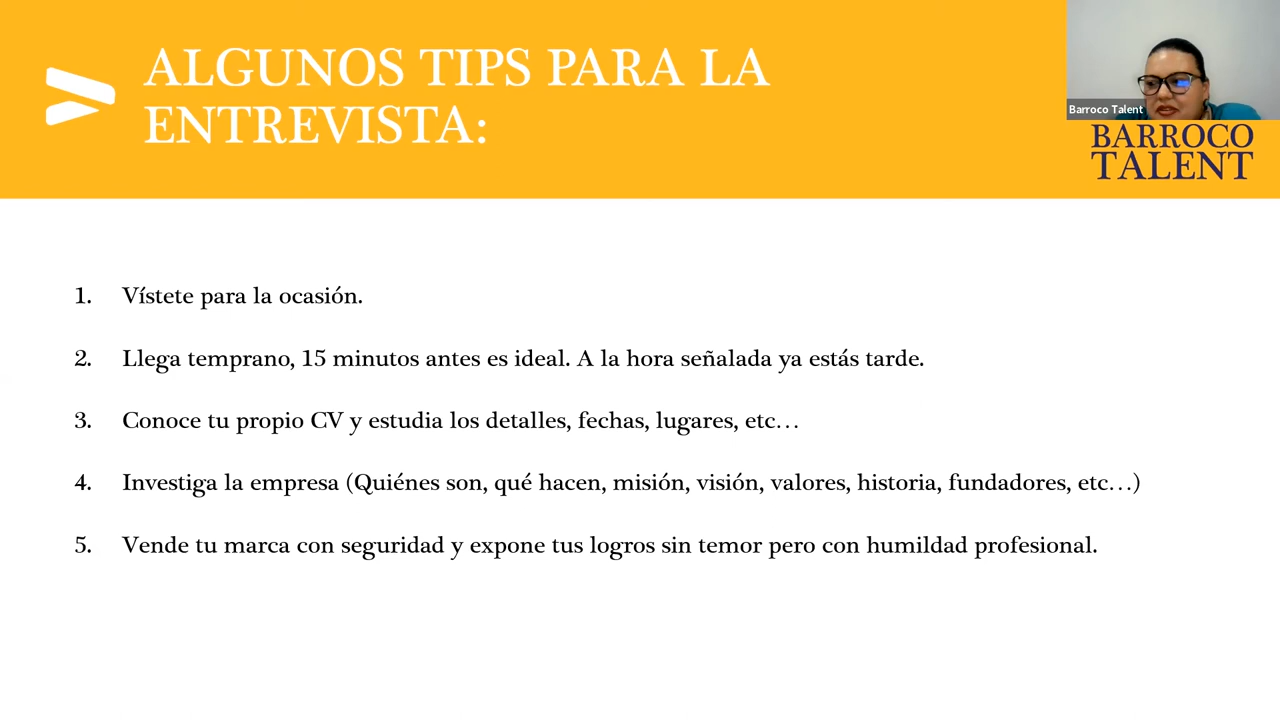 ALGUNOS TIPS PARA LA
ENTREVISTA:
Barroco Talent
BARROCO
TALENT
1. Vístete para la ocasión.
2. Llega temprano, 15 minutos antes es ideal. A la hora señalada ya estás tarde.
3. Conoce tu propio CV y estudia los detalles, fechas, lugares, etc…
4. Investiga la empresa (Quiénes son, qué hacen, misión, visión, valores, historia, fundadores, etc…)
5. Vende tu marca con seguridad y expone tus logros sin temor pero con humildad profesional.